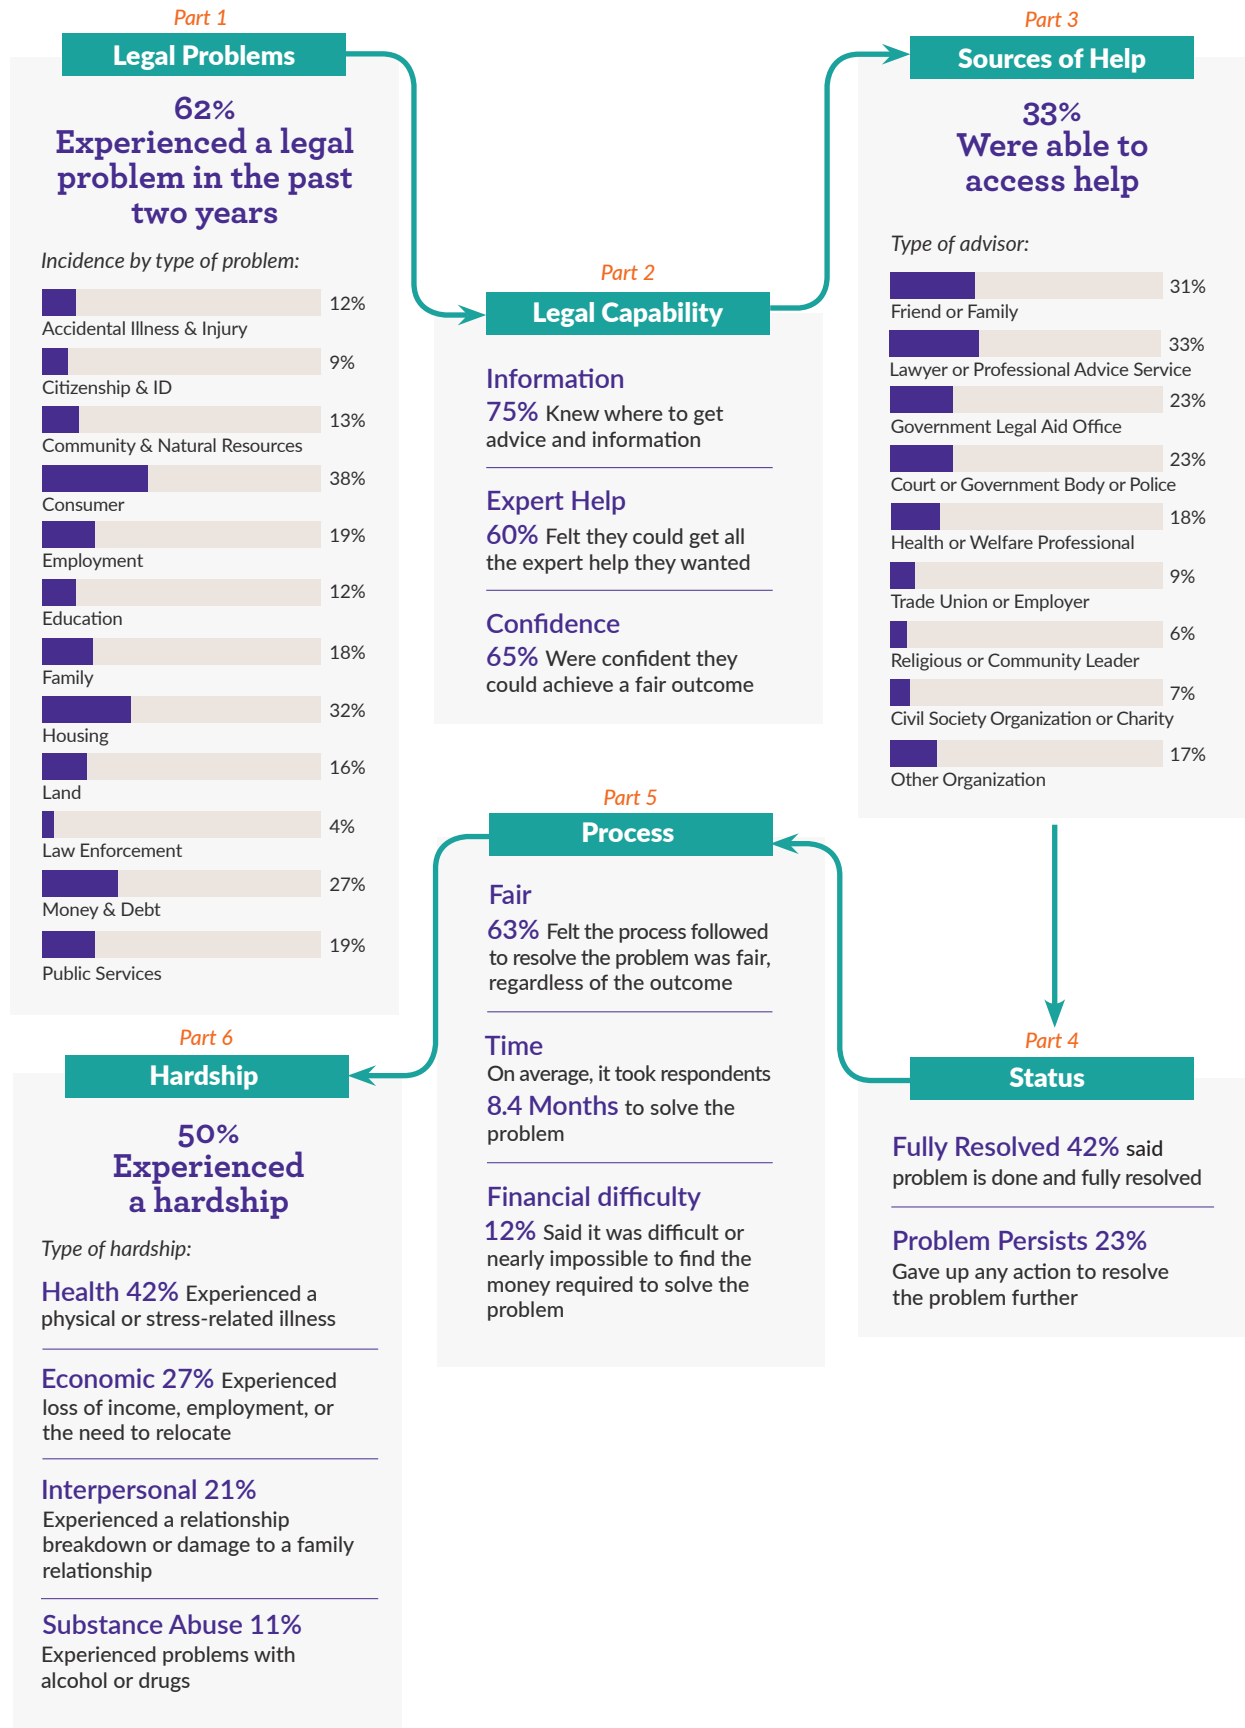 Part 1
Legal Problems
62%
Experienced a legal
problem in the past
two years
Incidence by type of problem:
12%
Accidental Illness & Injury
9%
Citizenship & ID
13%
Community & Natural Resources
38%
Consumer
19%
Employment
12%
Education
18%
Family
32%
Housing
16%
Land
4%
Law Enforcement
27%
Money & Debt
19%
Public Services
Part 2
Legal Capability
Information
75% Knew where to get
advice and information
Expert Help
60% Felt they could get all
the expert help they wanted
Confidence
65% Were confident they
could achieve a fair outcome
Part 3
Sources of Help
33%
Were able to
access help
Type of advisor:
31%
Friend or Family
33%
Lawyer or Professional Advice Service
23%
Government Legal Aid Office
23%
Court or Government Body or Police
18%
Health or Welfare Professional
9%
Trade Union or Employer
6%
Religious or Community Leader
7%
Civil Society Organization or Charity
17%
Other Organization
Part 4
Status
Fully Resolved 42% said
problem is done and fully resolved
Problem Persists 23%
Gave up any action to resolve
the problem further
Part 5
Process
Fair
63% Felt the process followed
to resolve the problem was fair,
regardless of the outcome
Time
On average, it took respondents
8.4 Months to solve the
problem
Financial difficulty
12% Said it was difficult or
nearly impossible to find the
money required to solve the
problem
Part 6
Hardship
50%
Experienced
a hardship
Type of hardship:
Health 42% Experienced a
physical or stress-related illness
Economic 27% Experienced
loss of income, employment, or
the need to relocate
Interpersonal 21%
Experienced a relationship
breakdown or damage to a family
relationship
Substance Abuse 11%
Experienced problems with
alcohol or drugs